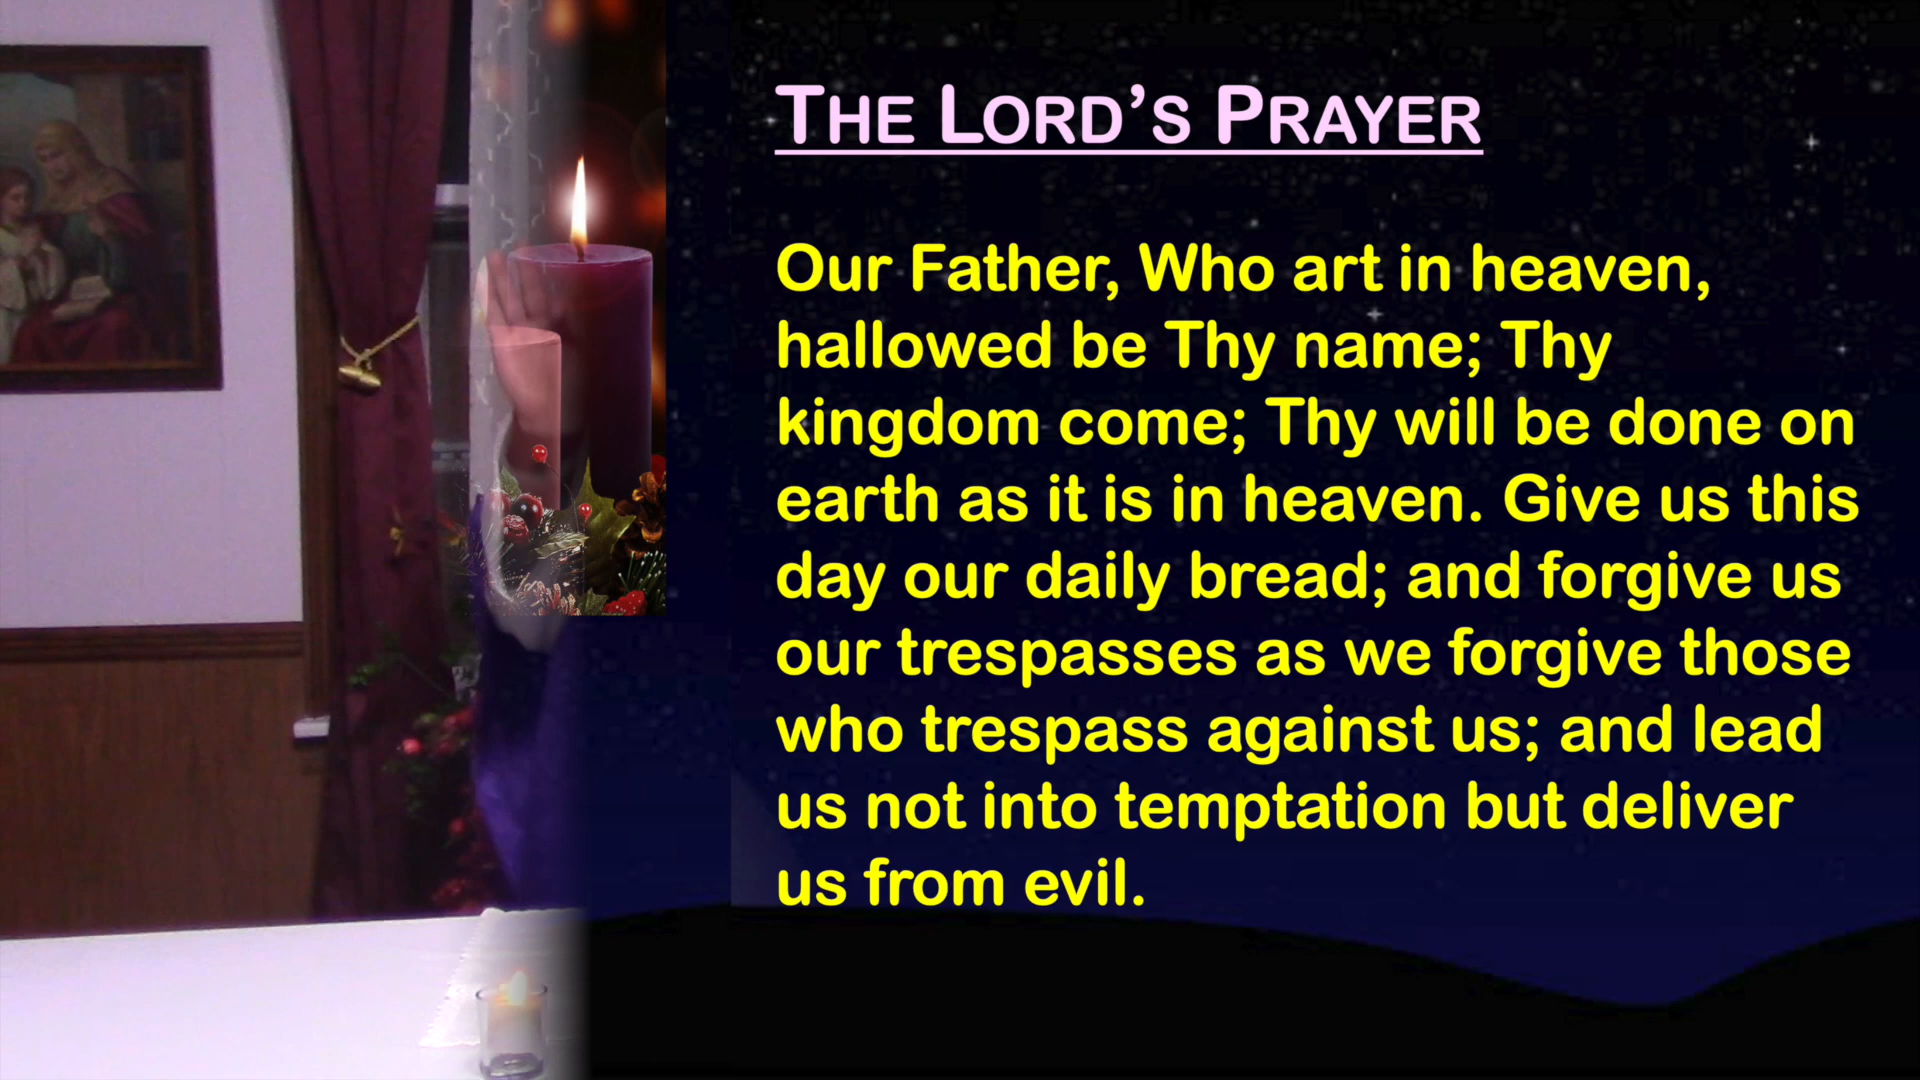 THE LORD’S PRAYER
Our Father, Who art in heaven,
hallowed be Thy name; Thy
kingdom come; Thy will be done on
earth as it is in heaven. Give us this
day our daily bread; and forgive us
our trespasses as we forgive those
who trespass against us; and lead
us not into temptation but deliver
us from evil.